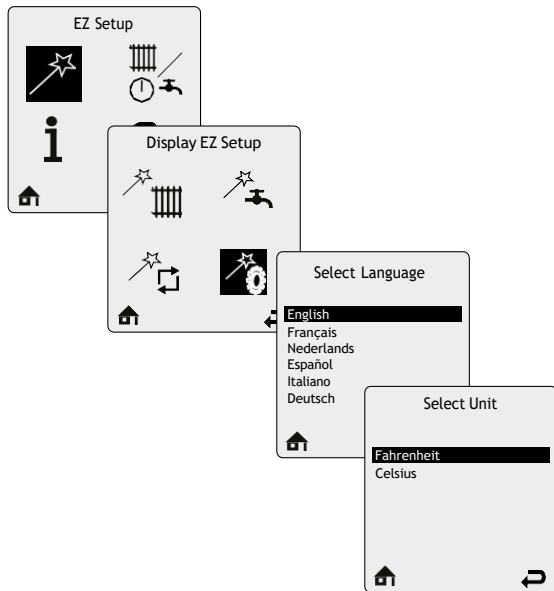 EZ Setup
Display EZ Setup
Select Language
English
Français
Nederlands
Español
Italiano
Deutsch
Select Unit
Fahrenheit
Celsius